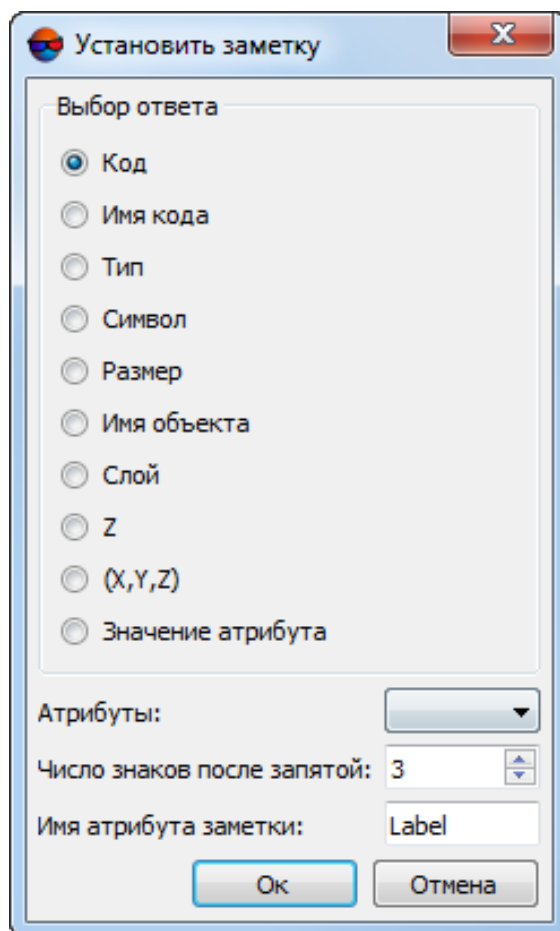 Установить заметку
Выбор ответа
Код
Имя кода
Тип
Символ
Размер
Имя объекта
Слой
Z
(X,Y,Z)
Значение атрибута
Атрибуты:
Число знаков после запятой: 3
Имя атрибута заметки: Label
Ок Отмена